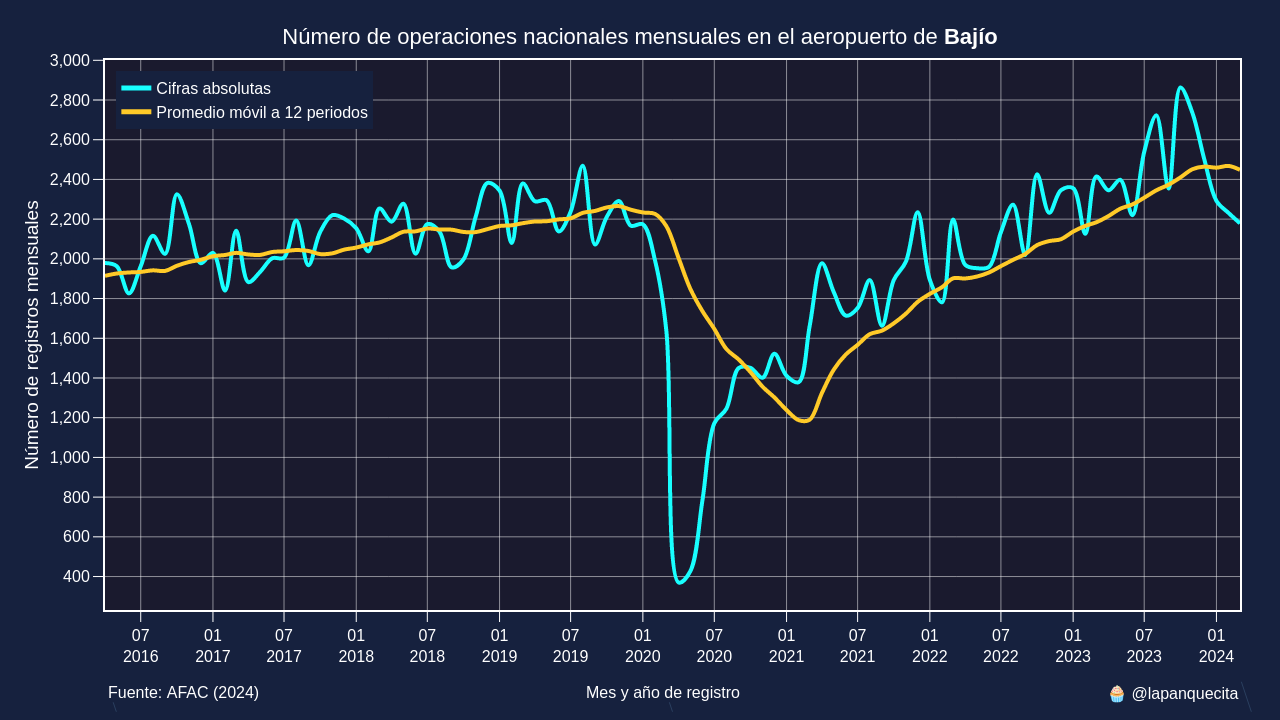 Número de operaciones nacionales mensuales en el aeropuerto de Bajío
Cifras absolutas
Promedio móvil a 12 periodos
Número de registros mensuales
3,000
2,800
2,600
2,400
2,200
2,000
1,800
1,600
1,400
1,200
1,000
800
600
400
07 01 07 01 07 01 07 01 07 01 07 01 07 01 07 01
2016 2017 2017 2018 2018 2019 2019 2020 2020 2021 2021 2022 2022 2023 2023 2024
Fuente: AFAC (2024)
Mes y año de registro
🧁 @lapanquecita